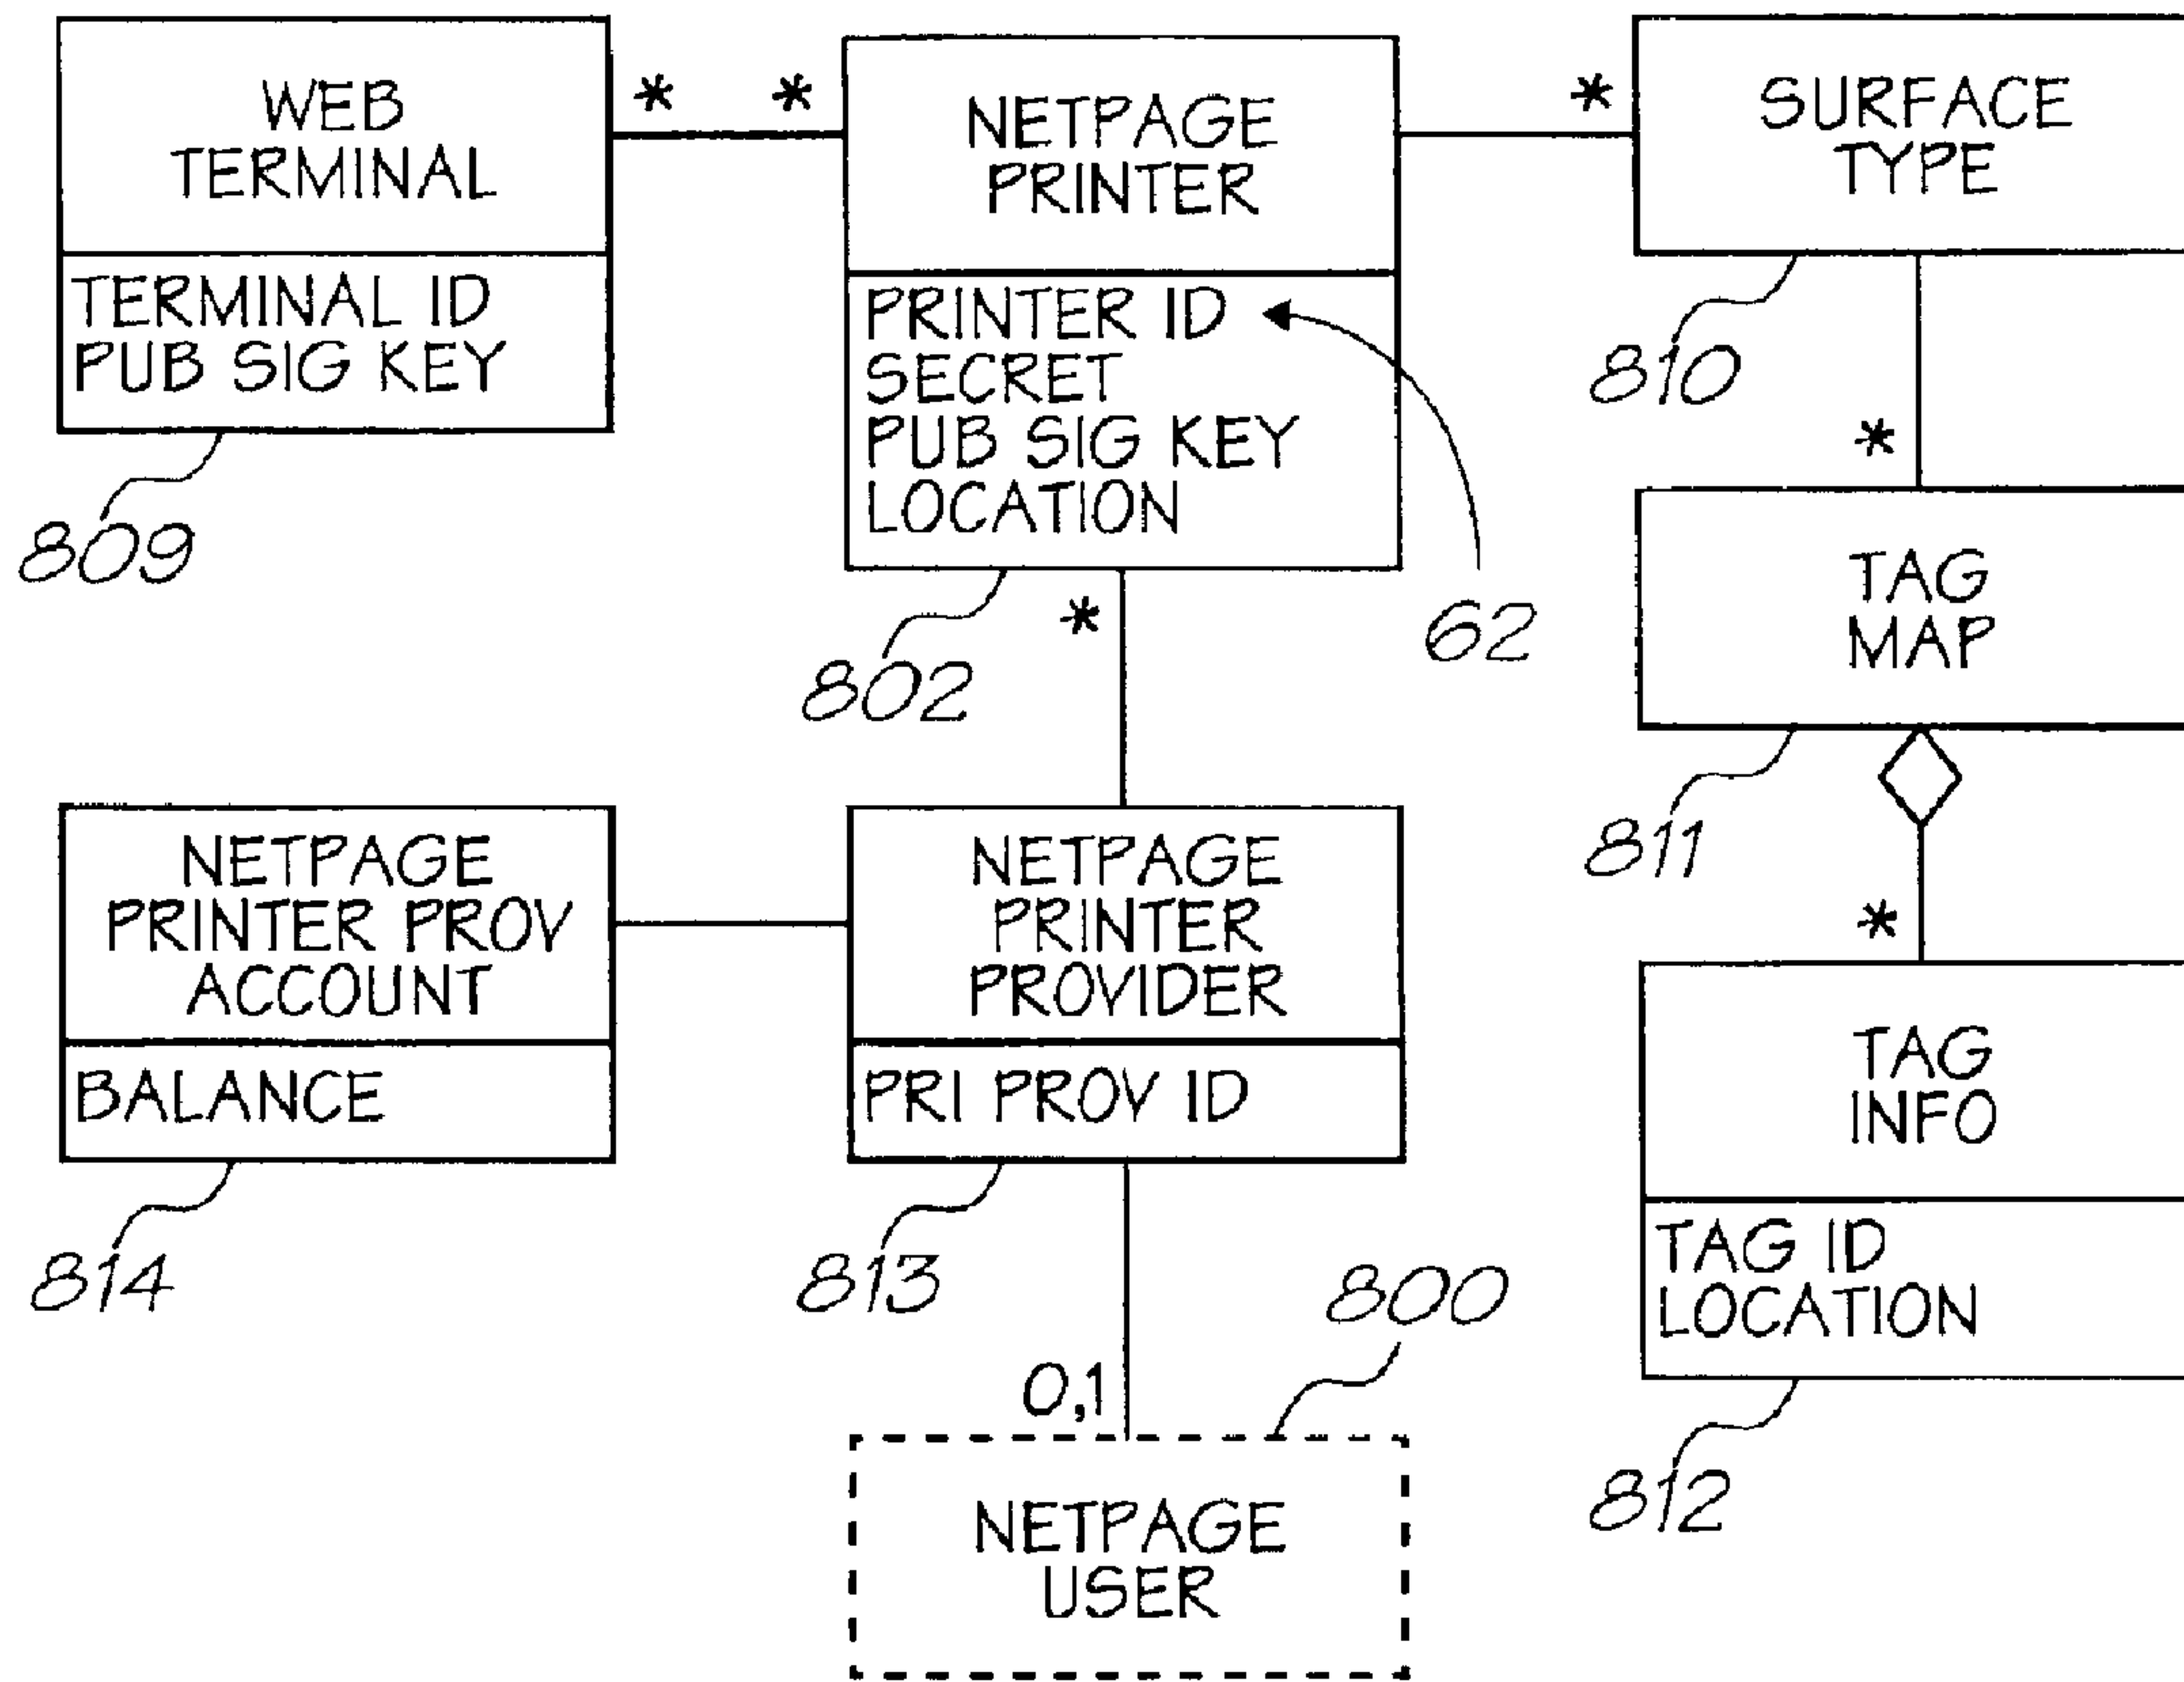 WEB
TERMINAL
TERMINAL ID
PUB SIG KEY
809
*
*
NETPAGE
PRINTER
PRINTER ID
SECRET
PUB SIG KEY
LOCATION
62
802
*
*
SURFACE
TYPE
810
*
TAG
MAP
811
*
NETPAGE
PRINTER PROV
ACCOUNT
BALANCE
814
NETPAGE
PRINTER
PROVIDER
PRI PROV ID
813
TAG
INFO
TAG ID
LOCATION
812
800
0,1
NETPAGE
USER